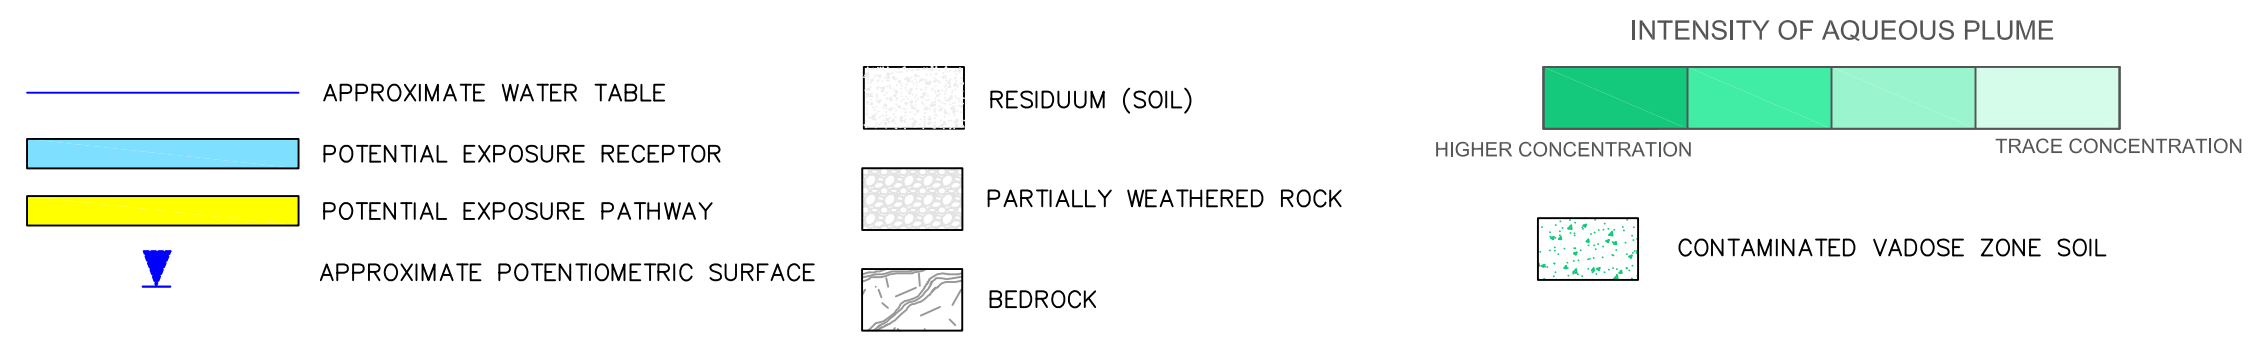 APPROXIMATE WATER TABLE
POTENTIAL EXPOSURE RECEPTOR
POTENTIAL EXPOSURE PATHWAY
APPROXIMATE POTENTIOMETRIC SURFACE
RESIDUUM (SOIL)
PARTIALLY WEATHERED ROCK
BEDROCK
INTENSITY OF AQUEOUS PLUME
HIGHER CONCENTRATION
TRACE CONCENTRATION
CONTAMINATED VADOSE ZONE SOIL